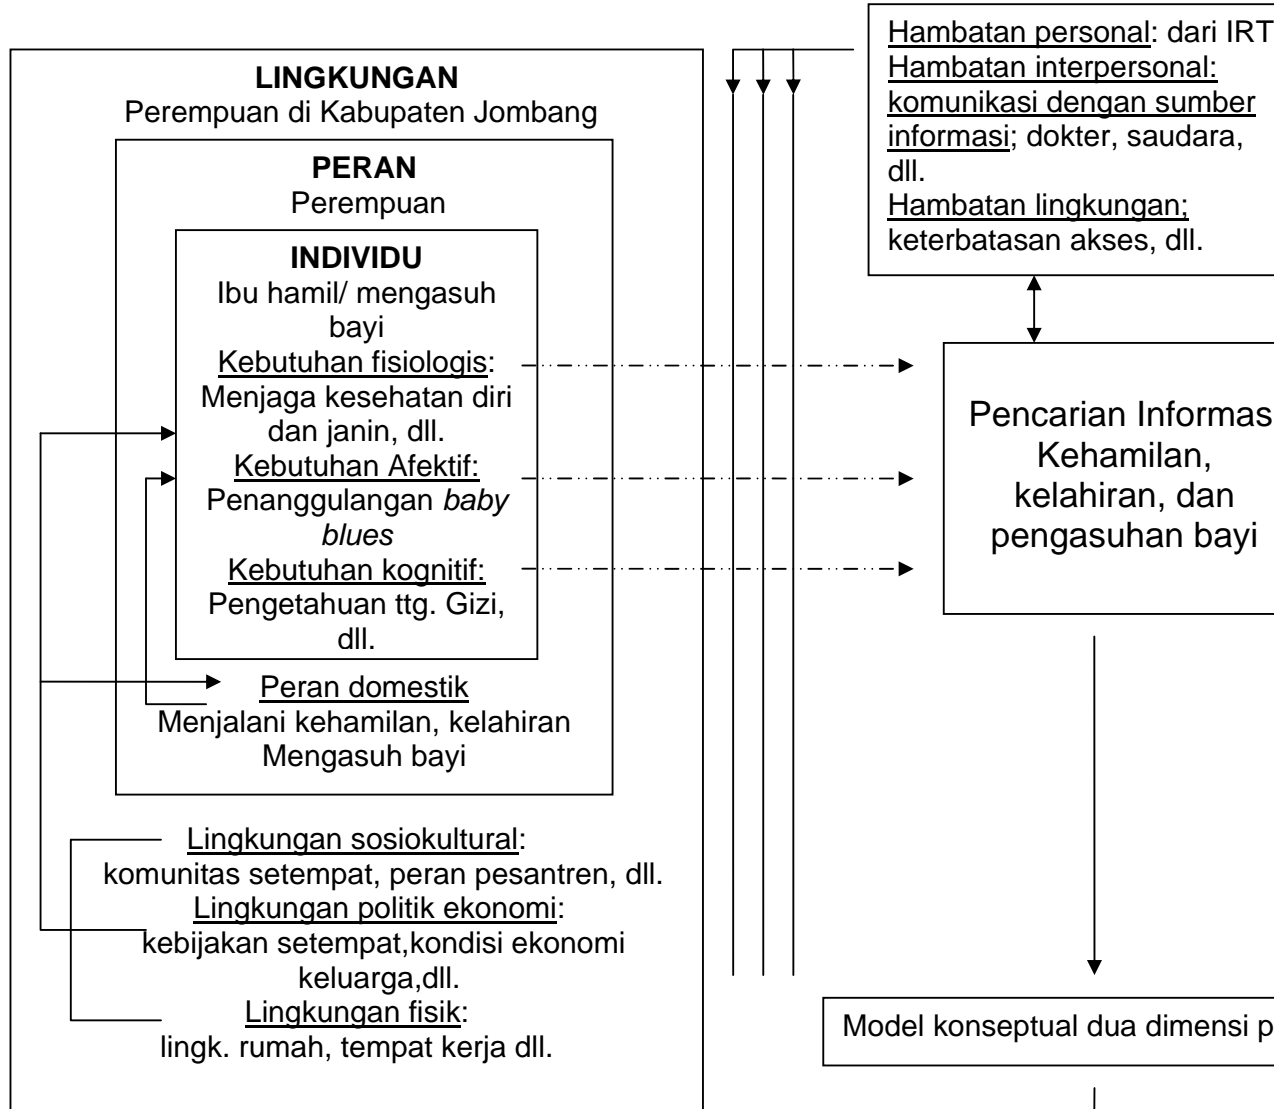 LINGKUNGAN
Perempuan di Kabupaten Jombang
PERAN
Perempuan
INDIVIDU
Ibu hamil/ mengasuh
bayi
Kebutuhan fisiologis:
Menjaga kesehatan diri
dan janin, dll.
Kebutuhan Afektif:
Penanggulangan baby
blues
Kebutuhan kognitif:
Pengetahuan ttg. Gizi,
dll.
Peran domestik
Menjalani kehamilan, kelahiran
Mengasuh bayi
Lingkungan sosiokultural:
komunitas setempat, peran pesantren, dll.
Lingkungan politik ekonomi:
kebijakan setempat,kondisi ekonomi
keluarga,dll.
Lingkungan fisik:
lingk. rumah, tempat kerja dll.
Hambatan personal: dari IRT
Hambatan interpersonal:
komunikasi dengan sumber
informasi; dokter, saudara,
dll.
Hambatan lingkungan;
keterbatasan akses, dll.
Pencarian Informas
Kehamilan,
kelahiran, dan
pengasuhan bayi
Model konseptual dua dimensi p